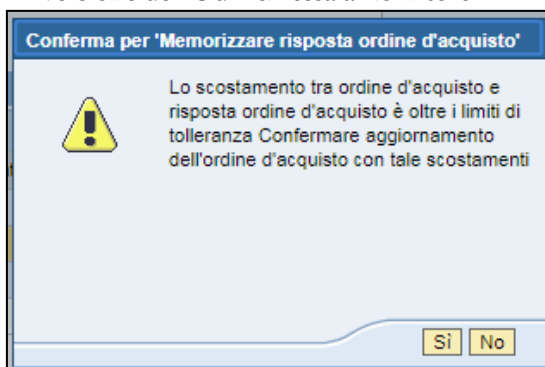 Conferma per 'Memorizzare risposta ordine d'acquisto'
Lo scostamento tra ordine d'acquisto e
risposta ordine d'acquisto è oltre i limiti di
tolleranza Confermare aggiornamento
dell'ordine d'acquisto con tale scostamenti
Sì No